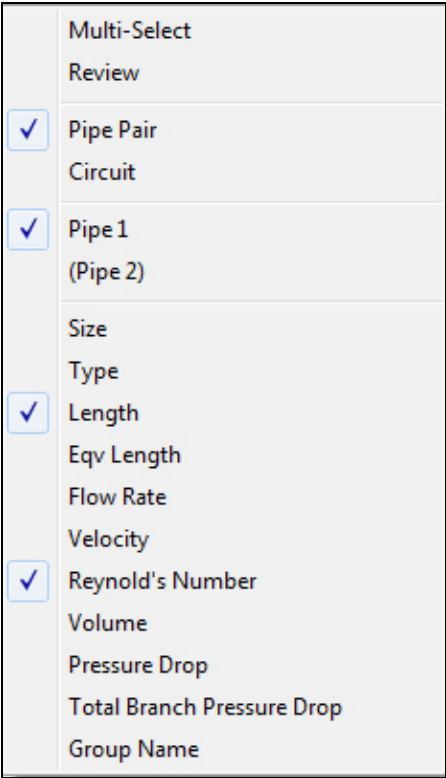 Multi-Select
Review
Pipe Pair
Circuit
Pipe 1
(Pipe 2)
Size
Type
Length
Eqv Length
Flow Rate
Velocity
Reynold's Number
Volume
Pressure Drop
Total Branch Pressure Drop
Group Name